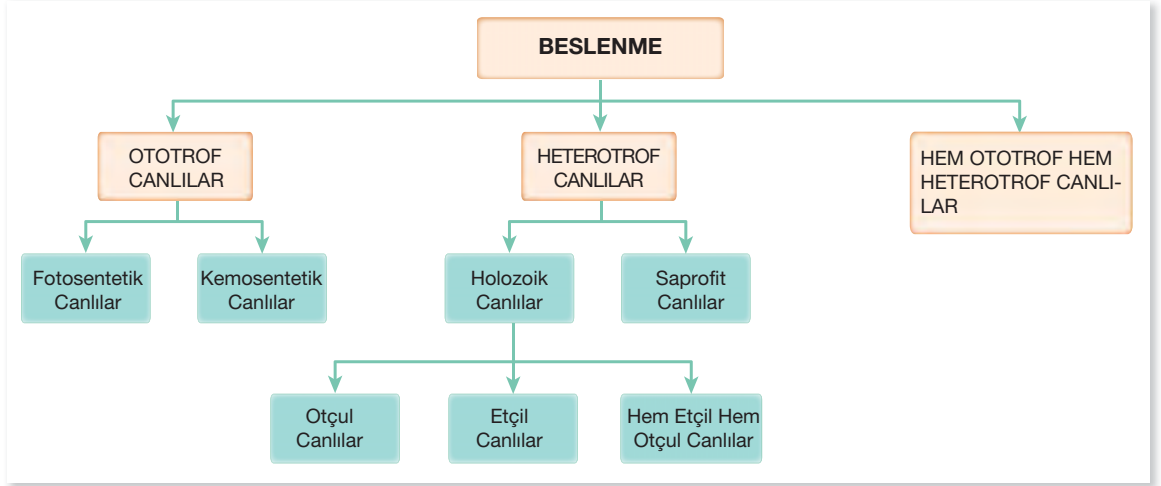 BESLENME
OTOTROF
CANLILAR
HETEROTROF
CANLILAR
HEM OTOTROF HEM
HETEROTROF CANLI-
LAR
Fotosentetik
Canlılar
Kemosentetik
Canlılar
Holozoik
Canlılar
Saprofit
Canlılar
Otçul
Canlılar
Etçil
Canlılar
Hem Etçil Hem
Otçul Canlılar